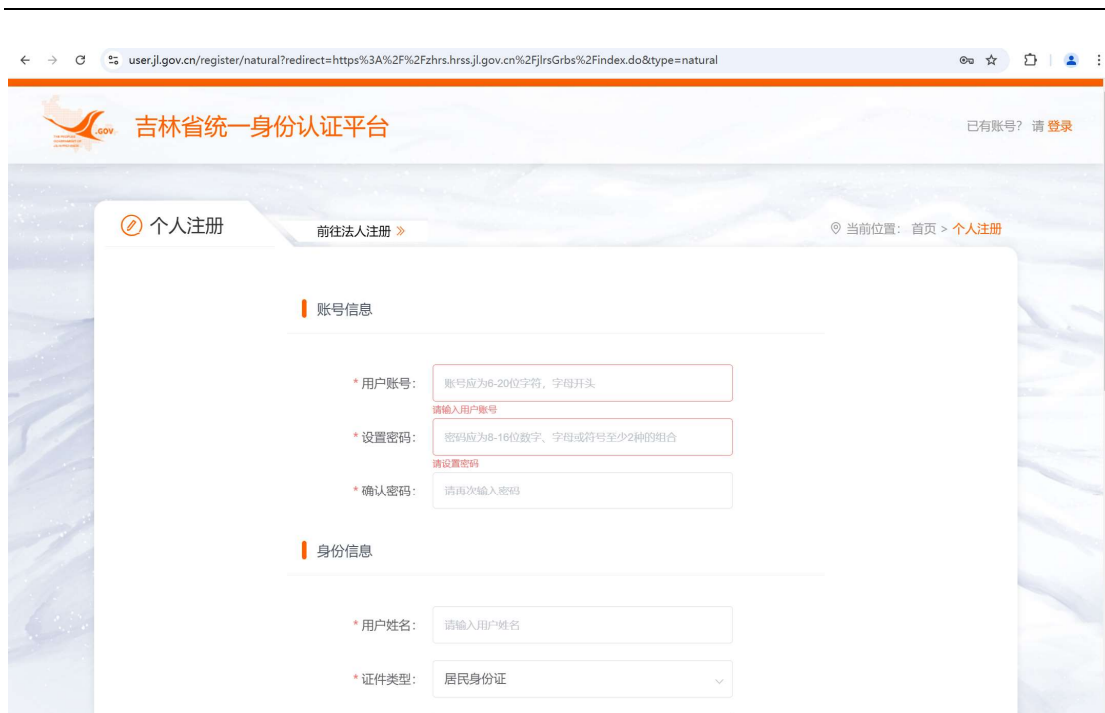 user.jl.gov.cn/register/natural?redirect=https%3A%2F%2Fzhrs.hrss.jl.gov.cn%2FjlrsGrbs%2Findex.do&type=natural
.GOV.
吉林省统一身份认证平台
已有账号? 请 登录
个人注册
前往法人注册 »
当前位置: 首页 > 个人注册
账号信息
* 用户账号:
账号应为6-20位字符，字母开头
请输入用户账号
* 设置密码:
密码应为8-16位数字、字母或符号至少2种的组合
请设置密码
* 确认密码:
请再次输入密码
身份信息
* 用户姓名:
请输入用户姓名
* 证件类型:
居民身份证